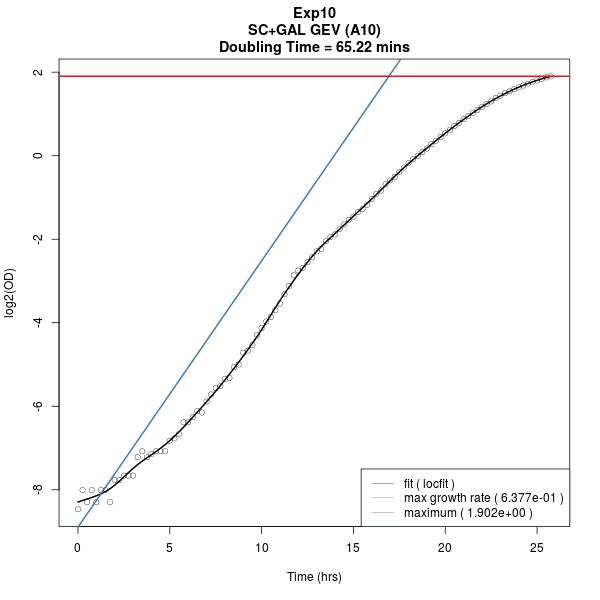 Exp10
SC+GAL GEV (A10)
Doubling Time = 65.22 mins
log2(OD)
2
0
-2
-4
-6
-8
fit ( locfit )
max growth rate ( 6.377e-01 )
maximum ( 1.902e+00 )
0 5 10 15 20 25
Time (hrs)